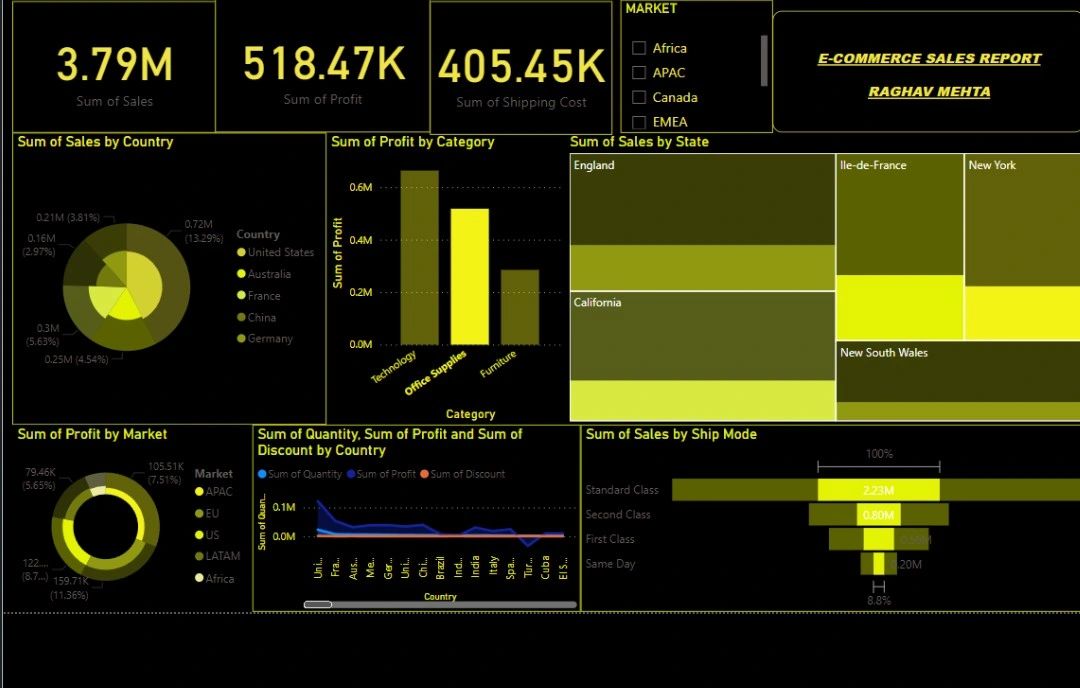 3.79M
Sum of Sales
518.47K
Sum of Profit
405.45K
Sum of Shipping Cost
MARKET
Africa
APAC
Canada
EMEA
E-COMMERCE SALES REPORT
RAGHAV MEHTA
Sum of Sales by Country
0.21M (3.81%)
0.16M
(2.97%)
0.72M
(13.29%)
0.3M
(5.63%)
0.25M (4.54%)
Country
United States
Australia
France
China
Germany
Sum of Profit by Category
Sum of Profit
0.6M
0.4M
0.2M
0.0M
Technology
Office Supplies
Furniture
Category
Sum of Sales by State
England
Ile-de-France
New York
California
New South Wales
Sum of Profit by Market
79.46K
(5.65%)
105.51K
(7.51%)
122....
(8.7...)
159.71K
(11.36%)
Market
APAC
EU
US
LATAM
Africa
Sum of Quantity, Sum of Profit and Sum of
Discount by Country
Sum of Quantity
Sum of Profit
Sum of Discount
Sum of Quan...
0.1M
0.0M
Uni...
Fra...
Aus...
Me...
Ger...
Uni...
Chi...
Brazil
Ind...
India
Italy
Spa...
Tur...
Cuba
El S...
Country
Sum of Sales by Ship Mode
100%
Standard Class
2.23M
Second Class
0.80M
First Class
Same Day
0.20M
8.8%